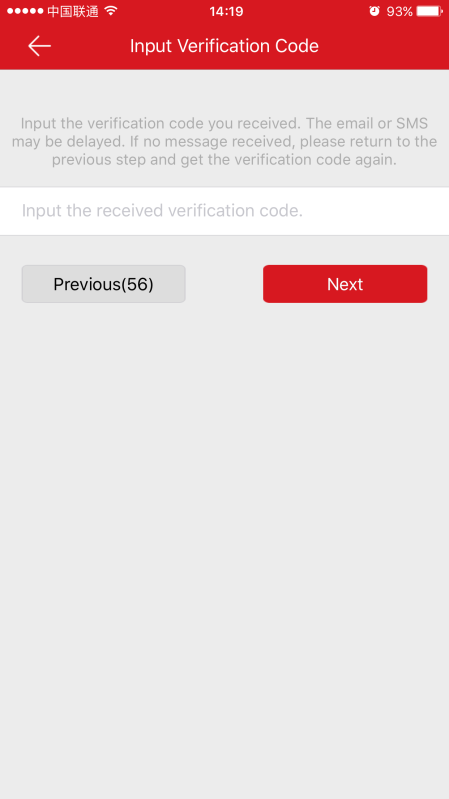 中国联通 14:19 93%
Input Verification Code
Input the verification code you received. The email or SMS
may be delayed. If no message received, please return to the
previous step and get the verification code again.
Input the received verification code.
Previous(56) Next